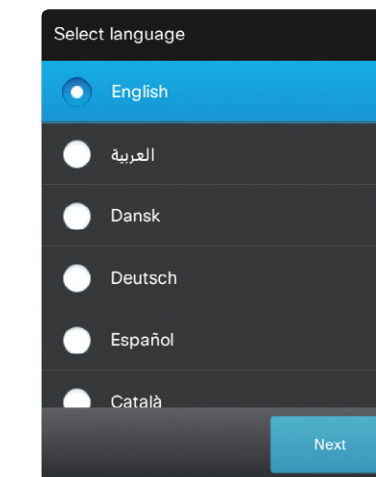 Select language
English
العربية
Dansk
Deutsch
Español
Català
Next